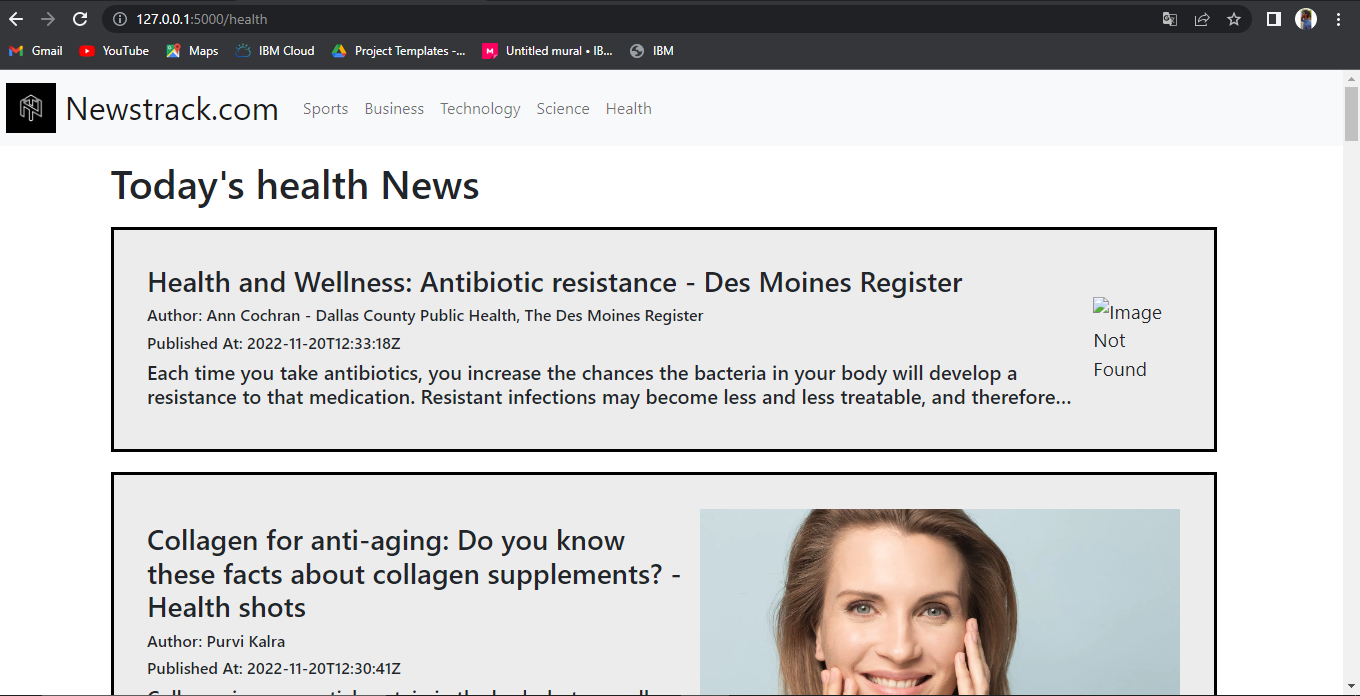 127.0.0.1:5000/health
Gmail YouTube Maps IBM Cloud Project Templates -... Untitled mural • IB... IBM
Newstrack.com Sports Business Technology Science Health
Today's health News
Health and Wellness: Antibiotic resistance - Des Moines Register
Author: Ann Cochran - Dallas County Public Health, The Des Moines Register
Published At: 2022-11-20T12:33:18Z
Each time you take antibiotics, you increase the chances the bacteria in your body will develop a
resistance to that medication. Resistant infections may become less and less treatable, and therefore...
Image
Not
Found
Collagen for anti-aging: Do you know
these facts about collagen supplements? -
Health shots
Author: Purvi Kalra
Published At: 2022-11-20T12:30:41Z